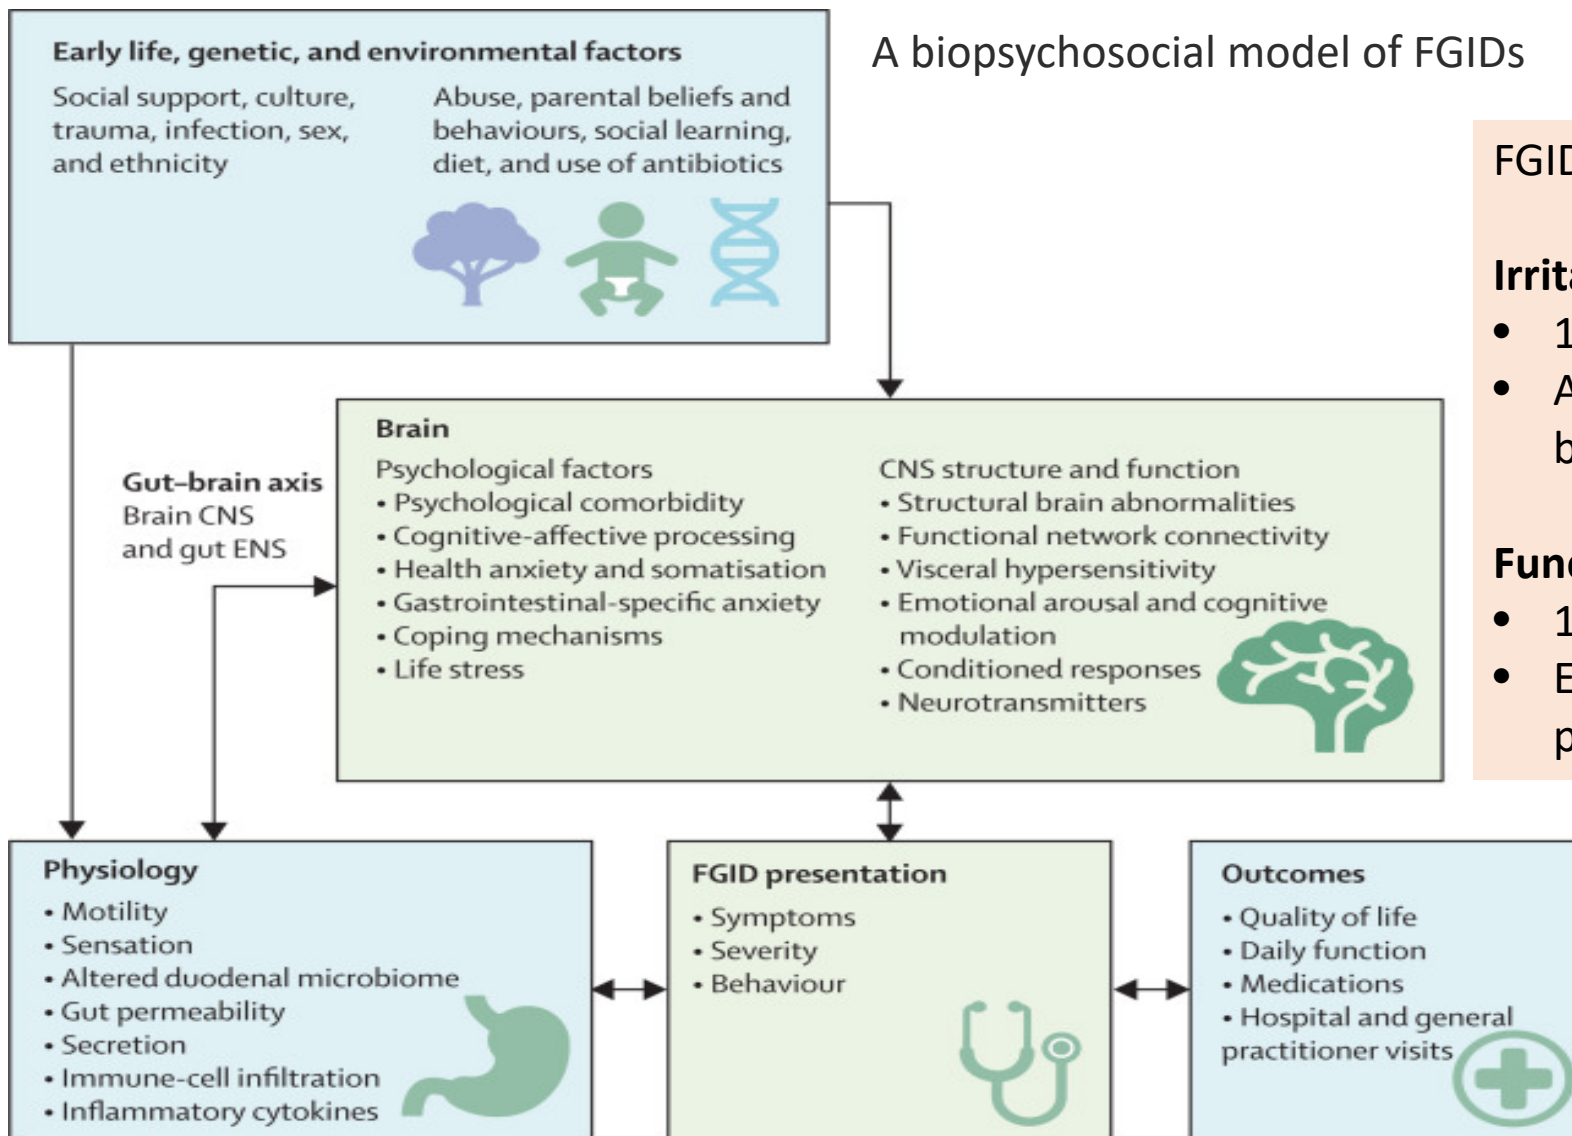 A biopsychosocial model of FGIDs
Early life, genetic, and environmental factors
Social support, culture,
trauma, infection, sex,
and ethnicity
Abuse, parental beliefs and
behaviours, social learning,
diet, and use of antibiotics
Gut–brain axis
Brain CNS
and gut ENS
Brain
Psychological factors
• Psychological comorbidity
• Cognitive-affective processing
• Health anxiety and somatisation
• Gastrointestinal-specific anxiety
• Coping mechanisms
• Life stress
CNS structure and function
• Structural brain abnormalities
• Functional network connectivity
• Visceral hypersensitivity
• Emotional arousal and cognitive
modulation
• Conditioned responses
• Neurotransmitters
Physiology
• Motility
• Sensation
• Altered duodenal microbiome
• Gut permeability
• Secretion
• Immune-cell infiltration
• Inflammatory cytokines
FGID presentation
• Symptoms
• Severity
• Behaviour
Outcomes
• Quality of life
• Daily function
• Medications
• Hospital and general
practitioner visits